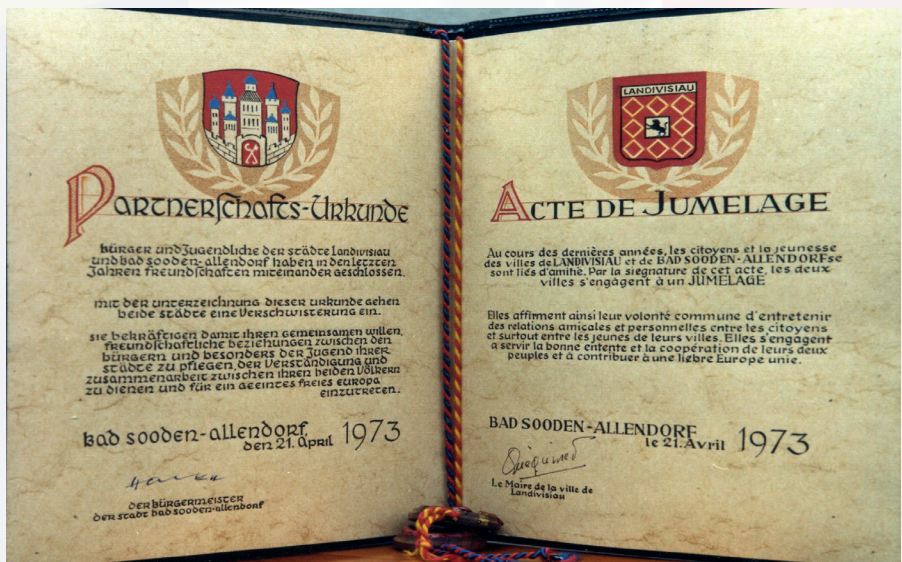 Partnerschafts-Urkunde
Bürger und Jugendliche der Städte Landivisiau
und Bad Sooden-Allendorf haben in den letzten
Jahren Freundschaften miteinander geschlossen.
Mit der Unterzeichnung dieser Urkunde gehen
beide Städte eine Verschwisterung ein.
Sie bekräftigen damit ihren gemeinsamen Willen,
freundschaftliche Beziehungen zwischen den
Bürgern und besonders der Jugend ihrer
Städte zu pflegen, der Verständigung und
Zusammenarbeit zwischen ihren beiden Völkern
zu dienen und für ein geeintes freies Europa
einzutreten.
Bad Sooden-Allendorf,
den 21. April 1973
Der Bürgermeister
der Stadt Bad Sooden-Allendorf
LANDIVISIAU
ACTE DE JUMELAGE
Au cours des dernières années, les citoyens et la jeunesse
des villes de LANDIVISIAU et de BAD SOODEN-ALLENDORF se
sont liés d'amitié. Par la siegnature de cet acte, les deux
villes s'engagent à un JUMELAGE
Elles affirment ainsi leur volonté commune d'entretenir
des relations amicales et personnelles entre les citoyens
et surtout entre les jeunes de leurs villes. Elles s'engagent
a servir la bonne entente et la coopération de leurs deux
peuples et à contribuer à une liebre Europe unie.
BAD SOODEN-ALLENDORF
le 21. Avril 1973
Le Maire de la ville de
Landivisiau